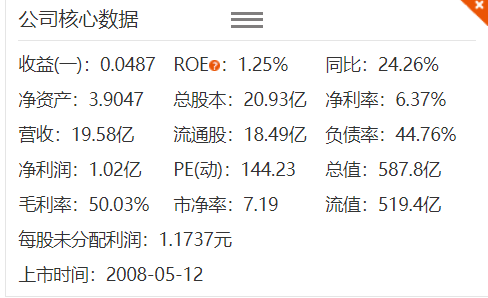 公司核心数据
收益(一)：0.0487 ROE?：1.25% 同比：24.26%
净资产：3.9047 总股本：20.93亿 净利率：6.37%
营收：19.58亿 流通股：18.49亿 负债率：44.76%
净利润：1.02亿 PE(动)：144.23 总值：587.8亿
毛利率：50.03% 市净率：7.19 流值：519.4亿
每股未分配利润：1.1737元
上市时间：2008-05-12